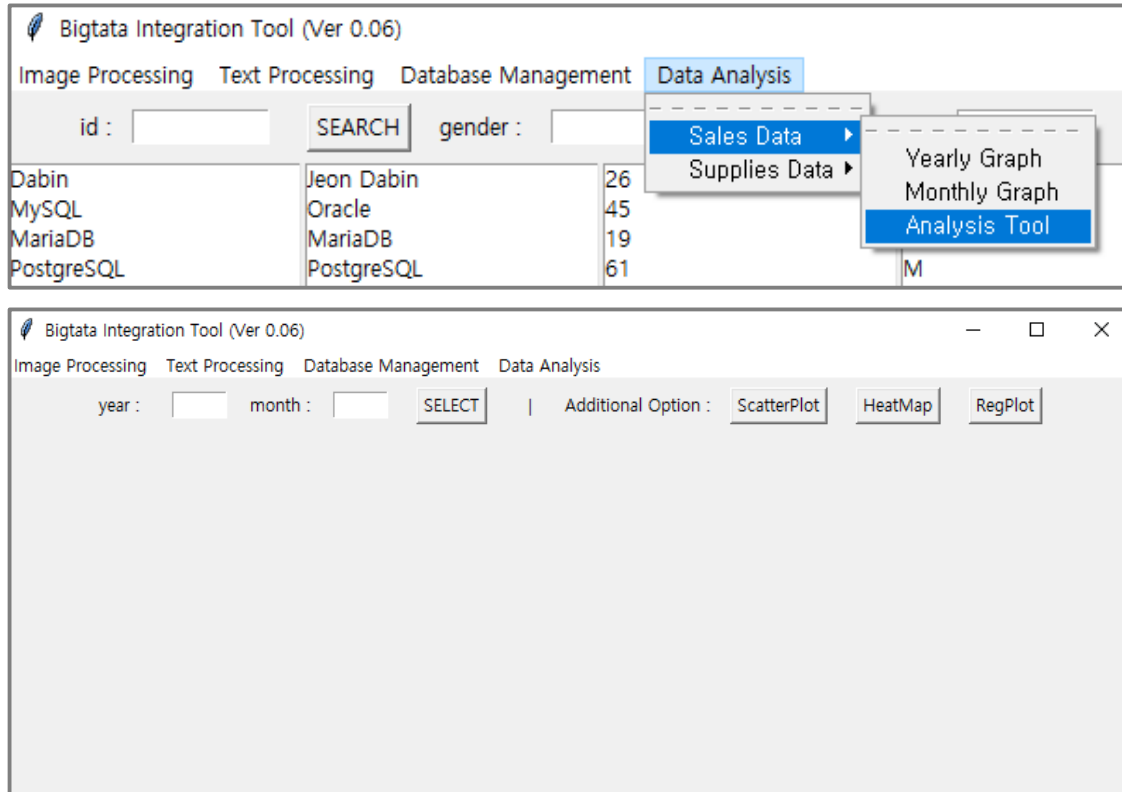 Bigtata Integration Tool (Ver 0.06)
Image Processing Text Processing Database Management Data Analysis
id : SEARCH gender :
Sales Data
Supplies Data
Yearly Graph
Monthly Graph
Analysis Tool
Dabin Jeon Dabin 26
MySQL Oracle 45
MariaDB MariaDB 19
PostgreSQL PostgreSQL 61 M
Bigtata Integration Tool (Ver 0.06)
Image Processing Text Processing Database Management Data Analysis
year : month : SELECT | Additional Option : ScatterPlot HeatMap RegPlot